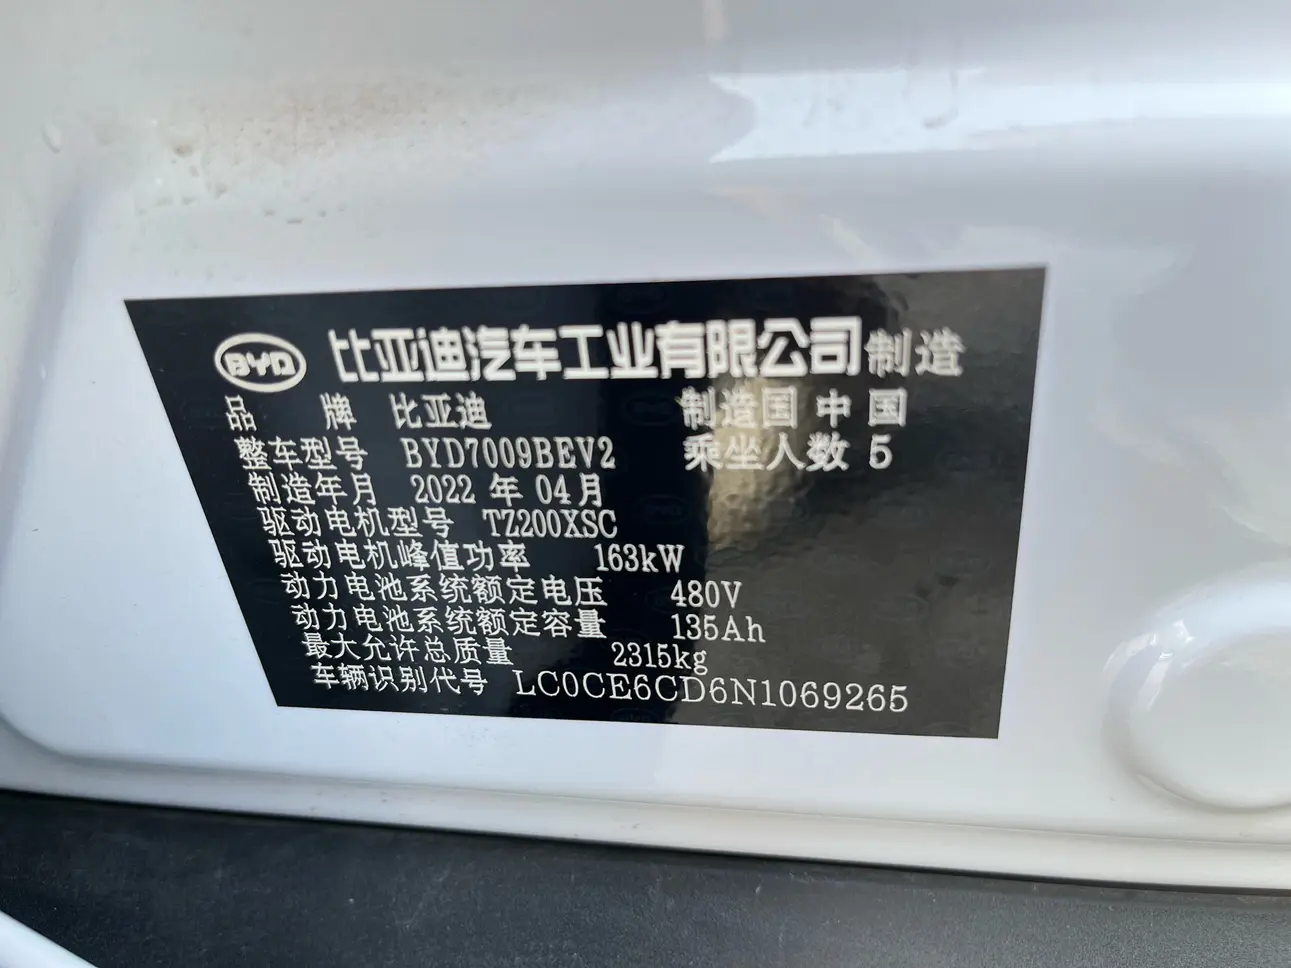 BYD 比亚迪汽车工业有限公司制造
品牌 比亚迪 制造国 中国
整车型号 BYD7009BEV2 乘坐人数 5
制造年月 2022 年 04 月
驱动电机型号 TZ200XSC
驱动电机峰值功率 163kW
动力电池系统额定电压 480V
动力电池系统额定容量 135Ah
最大允许总质量 2315kg
车辆识别代号 LC0CE6CD6N1069265